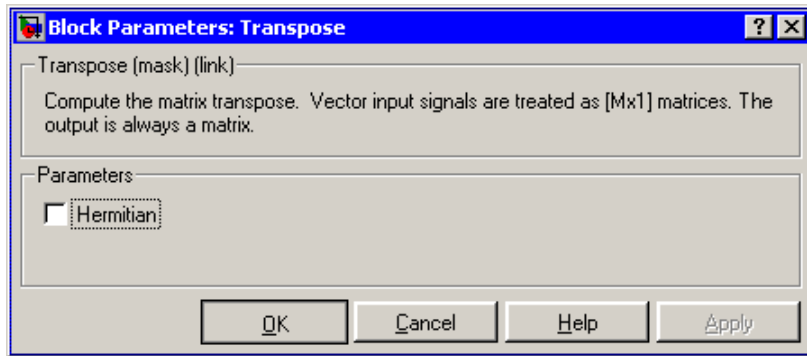 Block Parameters: Transpose
Transpose (mask) (link)
Compute the matrix transpose.  Vector input signals are treated as [Mx1] matrices. The
output is always a matrix.
Parameters
Hermitian
OK Cancel Help Apply